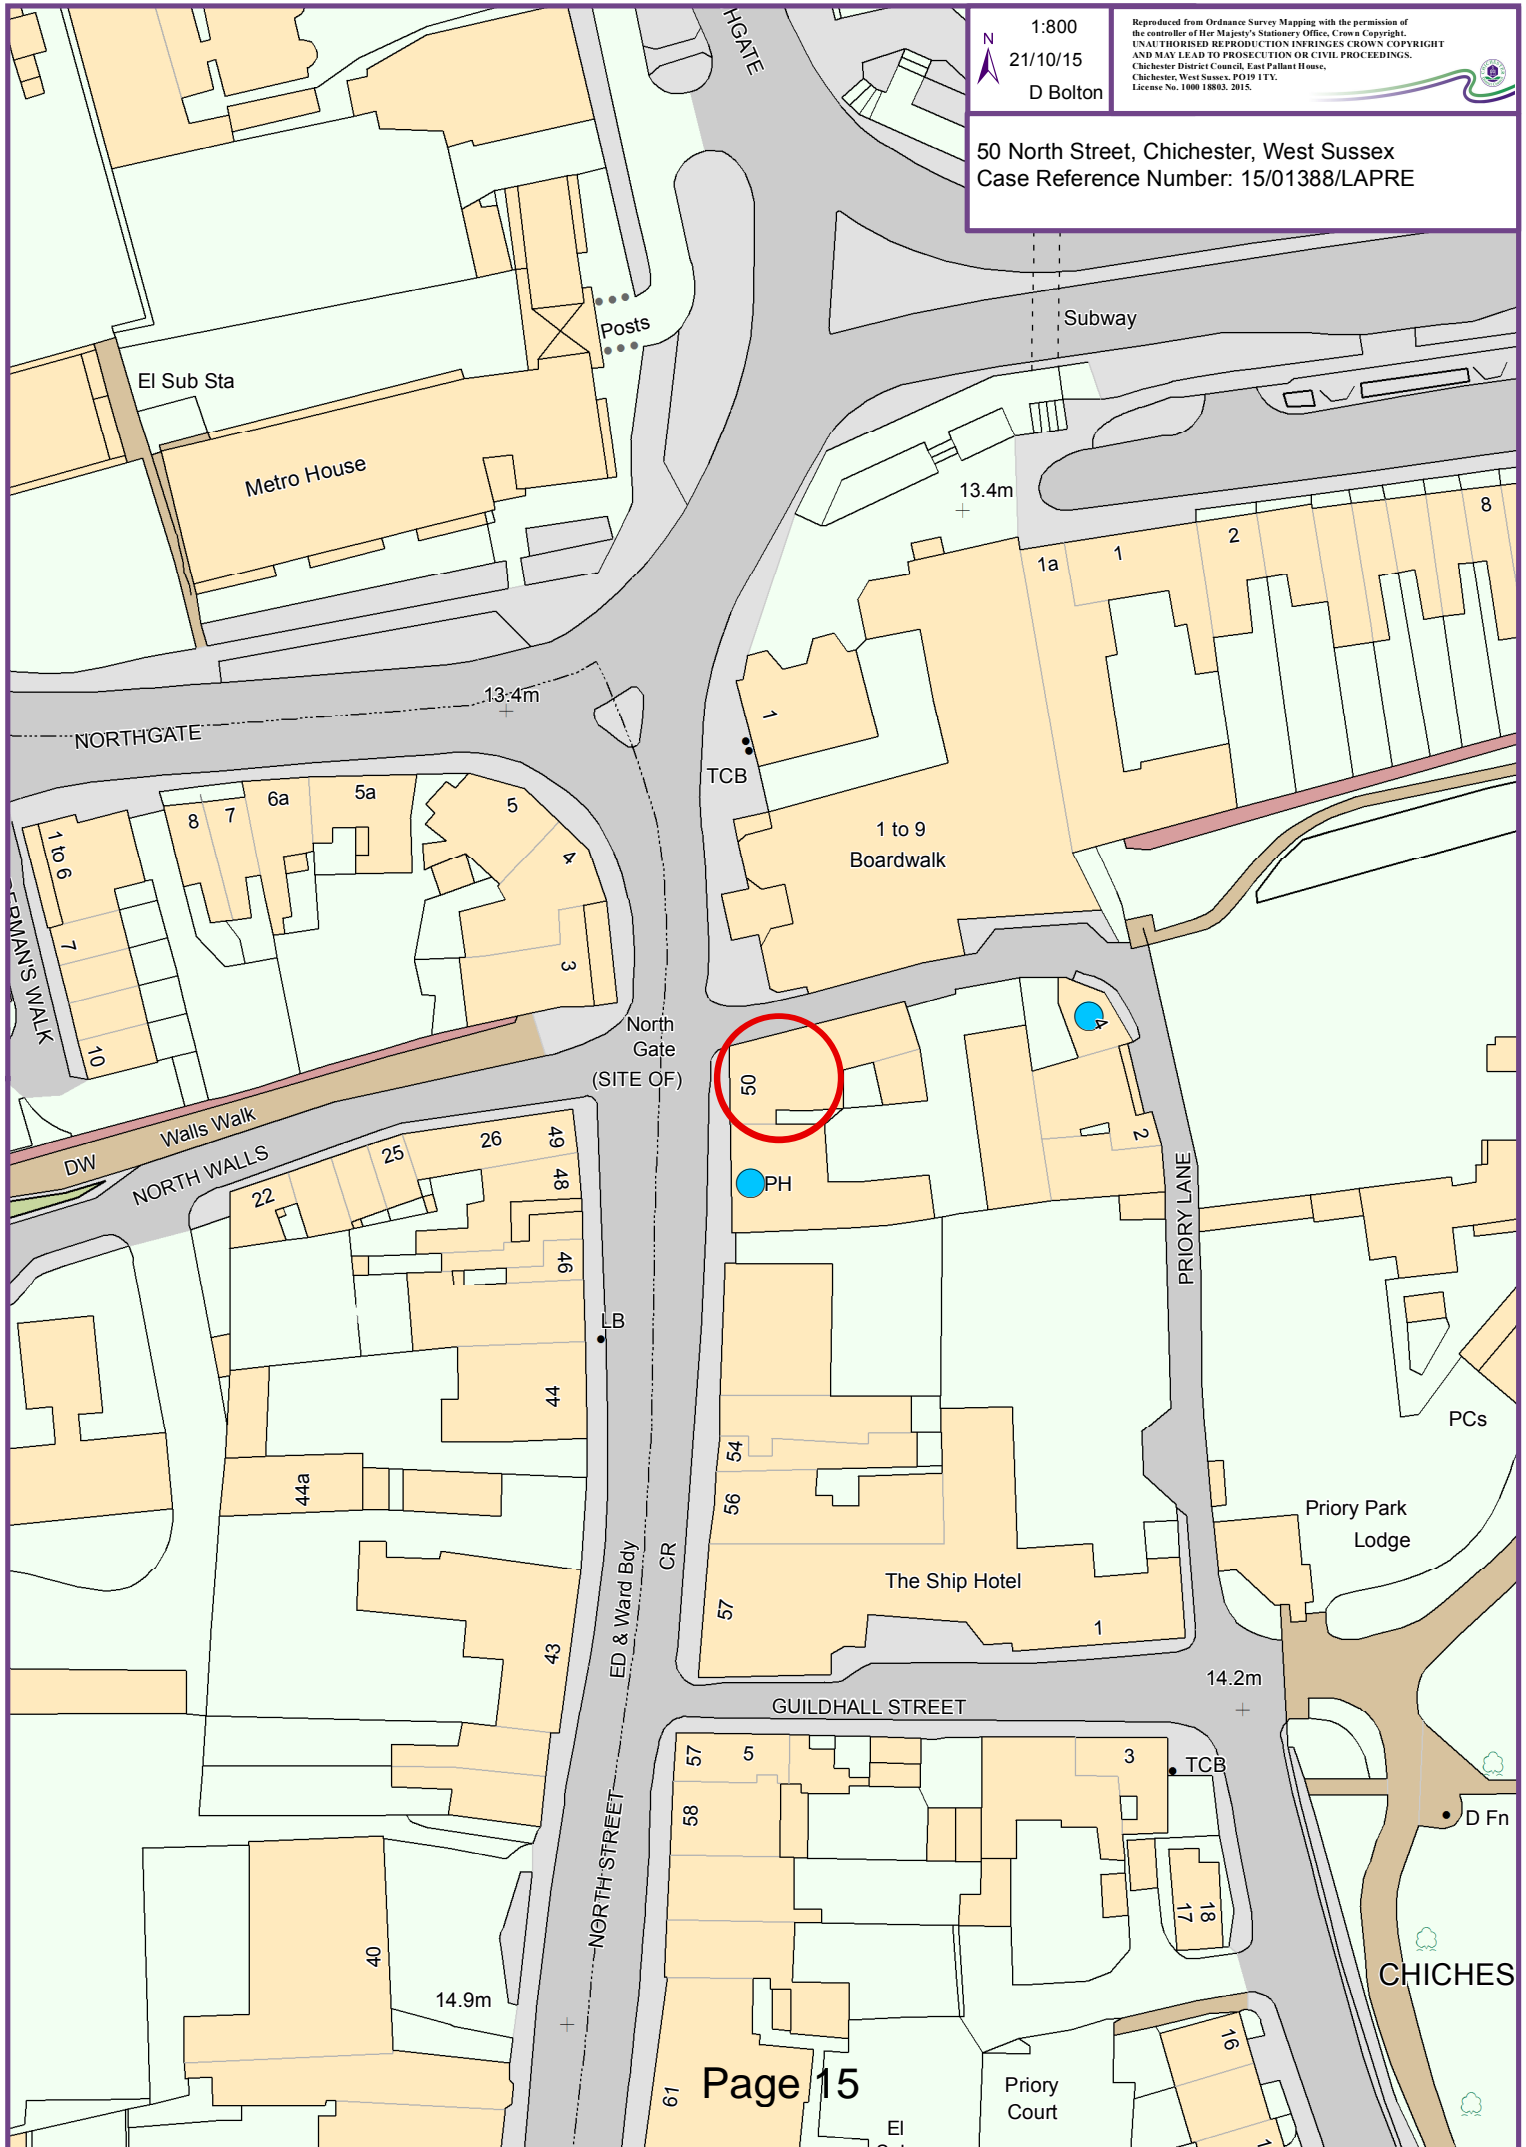 1:800
N
21/10/15
D Bolton
Reproduced from Ordnance Survey Mapping with the permission of
the controller of Her Majesty's Stationery Office, Crown Copyright.
UNAUTHORISED REPRODUCTION INFRINGES CROWN COPYRIGHT
AND MAY LEAD TO PROSECUTION OR CIVIL PROCEEDINGS.
Chichester District Council, East Pallant House,
Chichester, West Sussex. PO19 1TY.
License No. 1000 18803. 2015.
50 North Street, Chichester, West Sussex
Case Reference Number: 15/01388/LAPRE
HGATE
Subway
Posts
El Sub Sta
Metro House
13.4m
8
2
1
1a
13.4m
NORTHGATE
1
TCB
5a
6a
7
8
5
4
3
1 to 6
7
10
ERMAN'S WALK
1 to 9
Boardwalk
North
Gate
(SITE OF)
50
4
2
PRIORY LANE
Walls Walk
DW
NORTH WALLS
22
25
26
49
48
46
PH
LB
44
44a
54
56
57
PCs
Priory Park
Lodge
The Ship Hotel
1
ED & Ward Bdy
CR
43
14.2m
GUILDHALL STREET
57
5
3
TCB
58
D Fn
NORTH STREET
17
18
40
14.9m
CHICHES
16
61
Page 15
Priory
Court
El